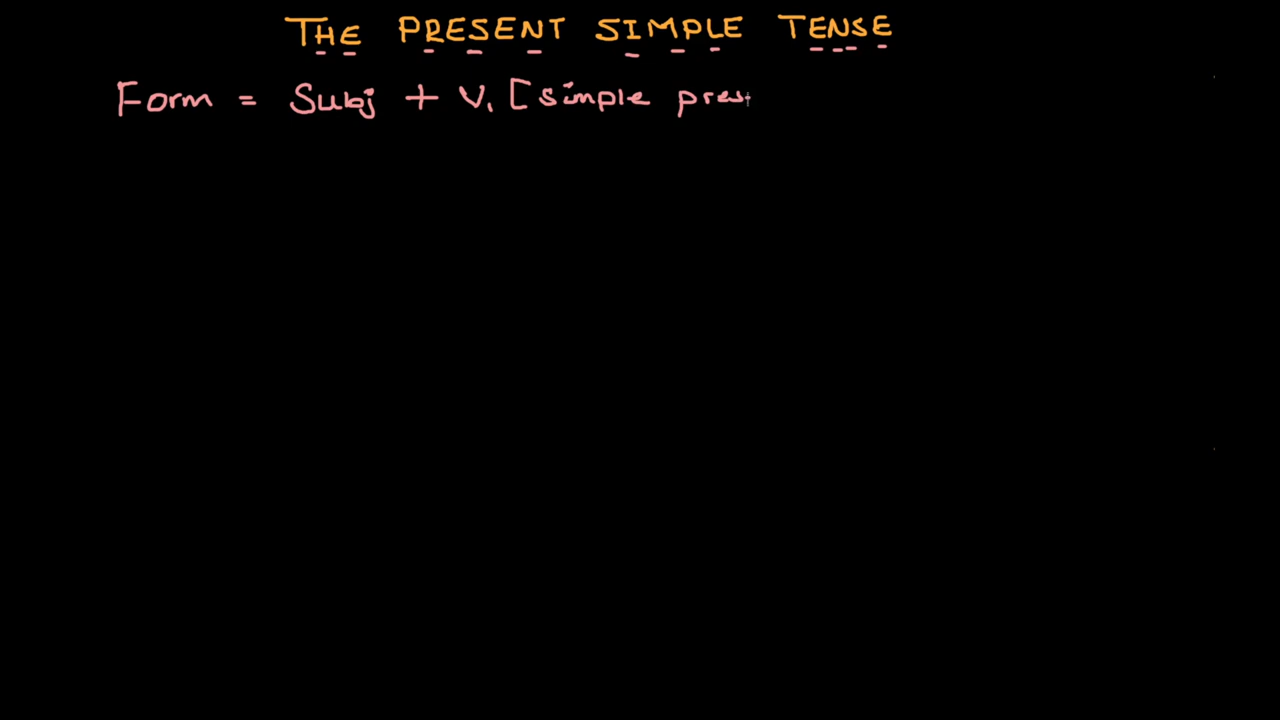 THE PRESENT SIMPLE TENSE
Form = Subj + V₁ [simple pres